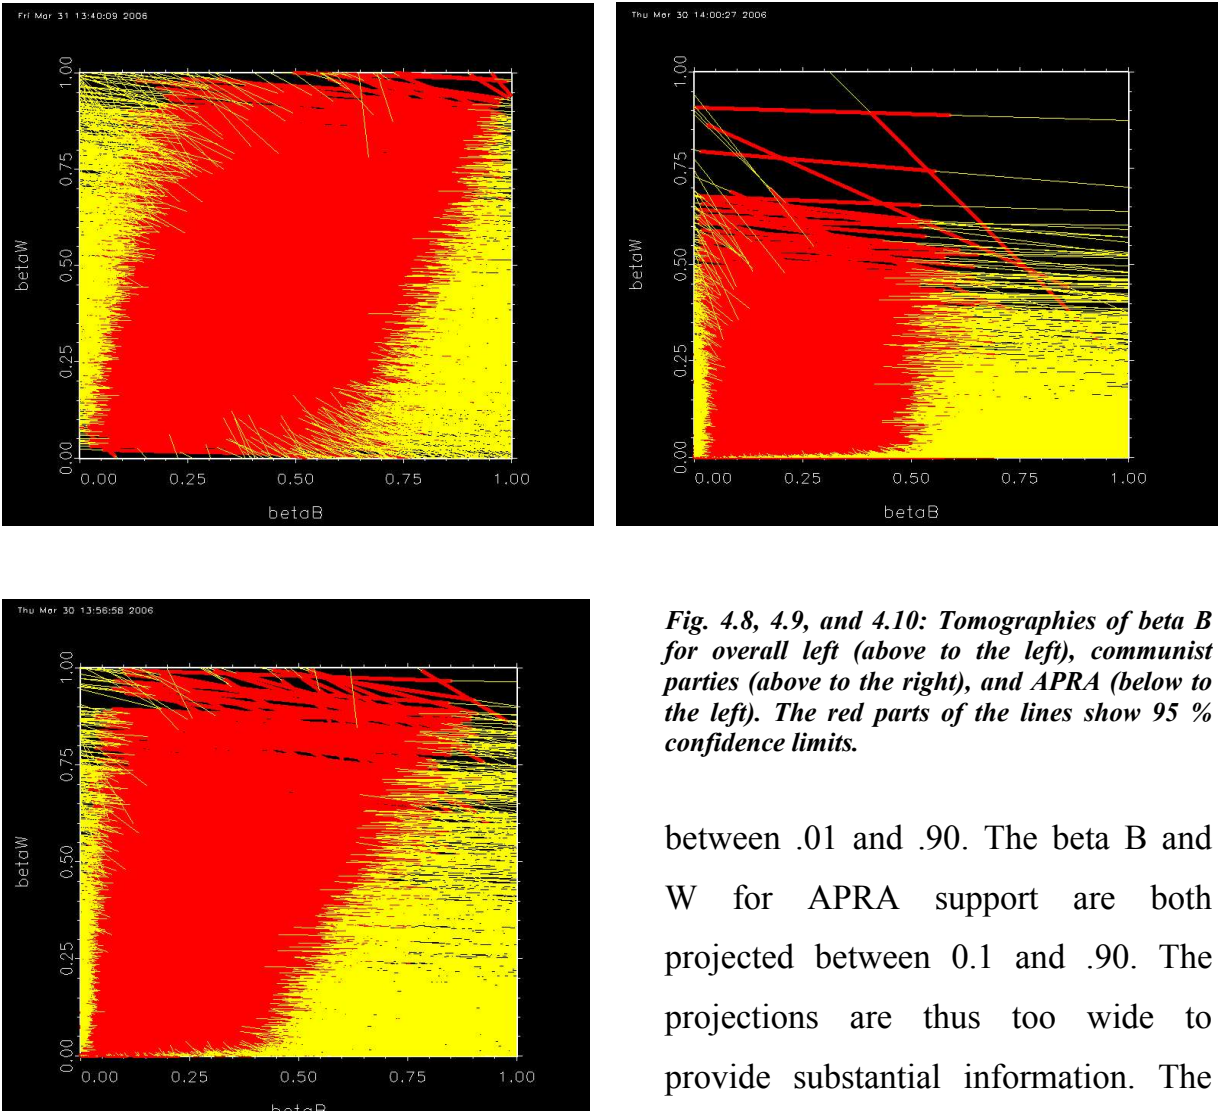 Fri Mar 31 13:40:09 2006
1.00
0.75
betaW
0.50
0.25
0.00
0.00 0.25 0.50 0.75 1.00
betaB
Thu Mar 30 14:00:27 2006
1.00
0.75
betaW
0.50
0.25
0.00
0.00 0.25 0.50 0.75 1.00
betaB
Thu Mar 30 13:56:58 2006
1.00
0.75
betaW
0.50
0.25
0.00
0.00 0.25 0.50 0.75 1.00
betaB
Fig. 4.8, 4.9, and 4.10: Tomographies of beta B
for overall left (above to the left), communist
parties (above to the right), and APRA (below to
the left). The red parts of the lines show 95 %
confidence limits.
between .01 and .90. The beta B and
W for APRA support are both
projected between 0.1 and .90. The
projections are thus too wide to
provide substantial information. The